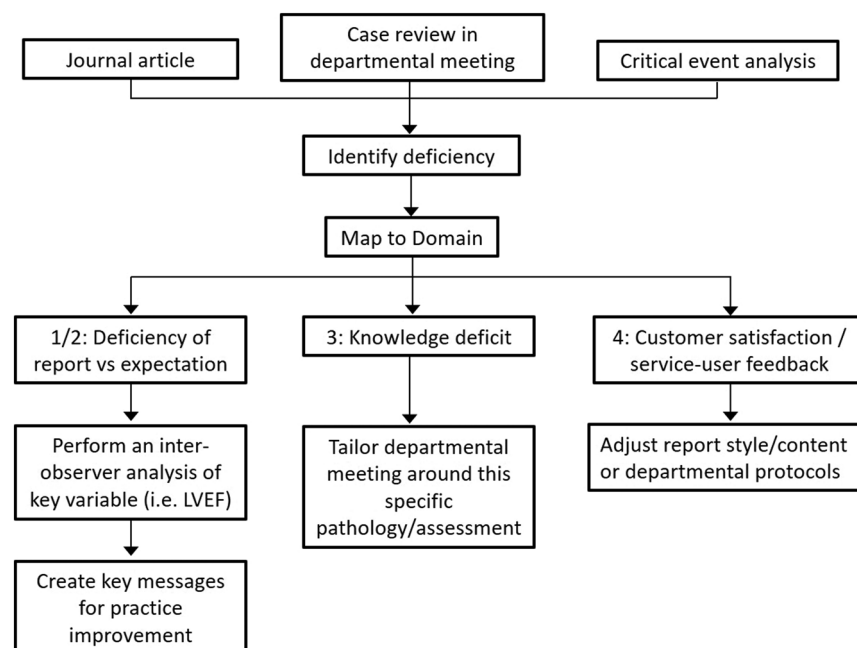 Journal article
Case review in
departmental meeting
Critical event analysis
Identify deficiency
Map to Domain
1/2: Deficiency of
report vs expectation
3: Knowledge deficit
4: Customer satisfaction /
service-user feedback
Perform an inter-
observer analysis of
key variable (i.e. LVEF)
Tailor departmental
meeting around this
specific
pathology/assessment
Adjust report style/content
or departmental protocols
Create key messages
for practice
improvement